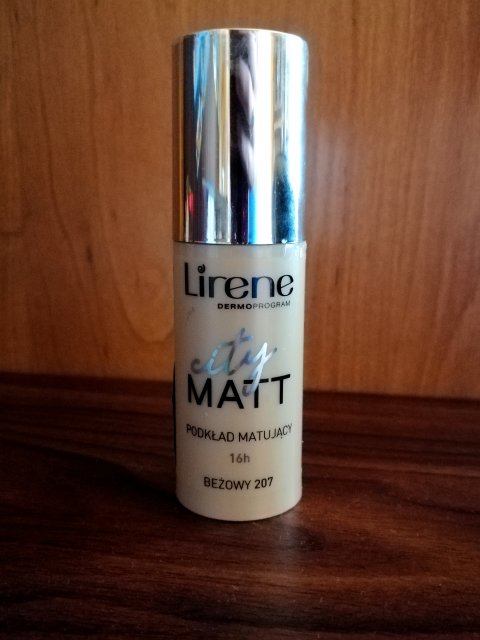 Lirene
DERMOPROGRAM
city
MATT
PODKŁAD MATUJĄCY
16h
BEŻOWY 207